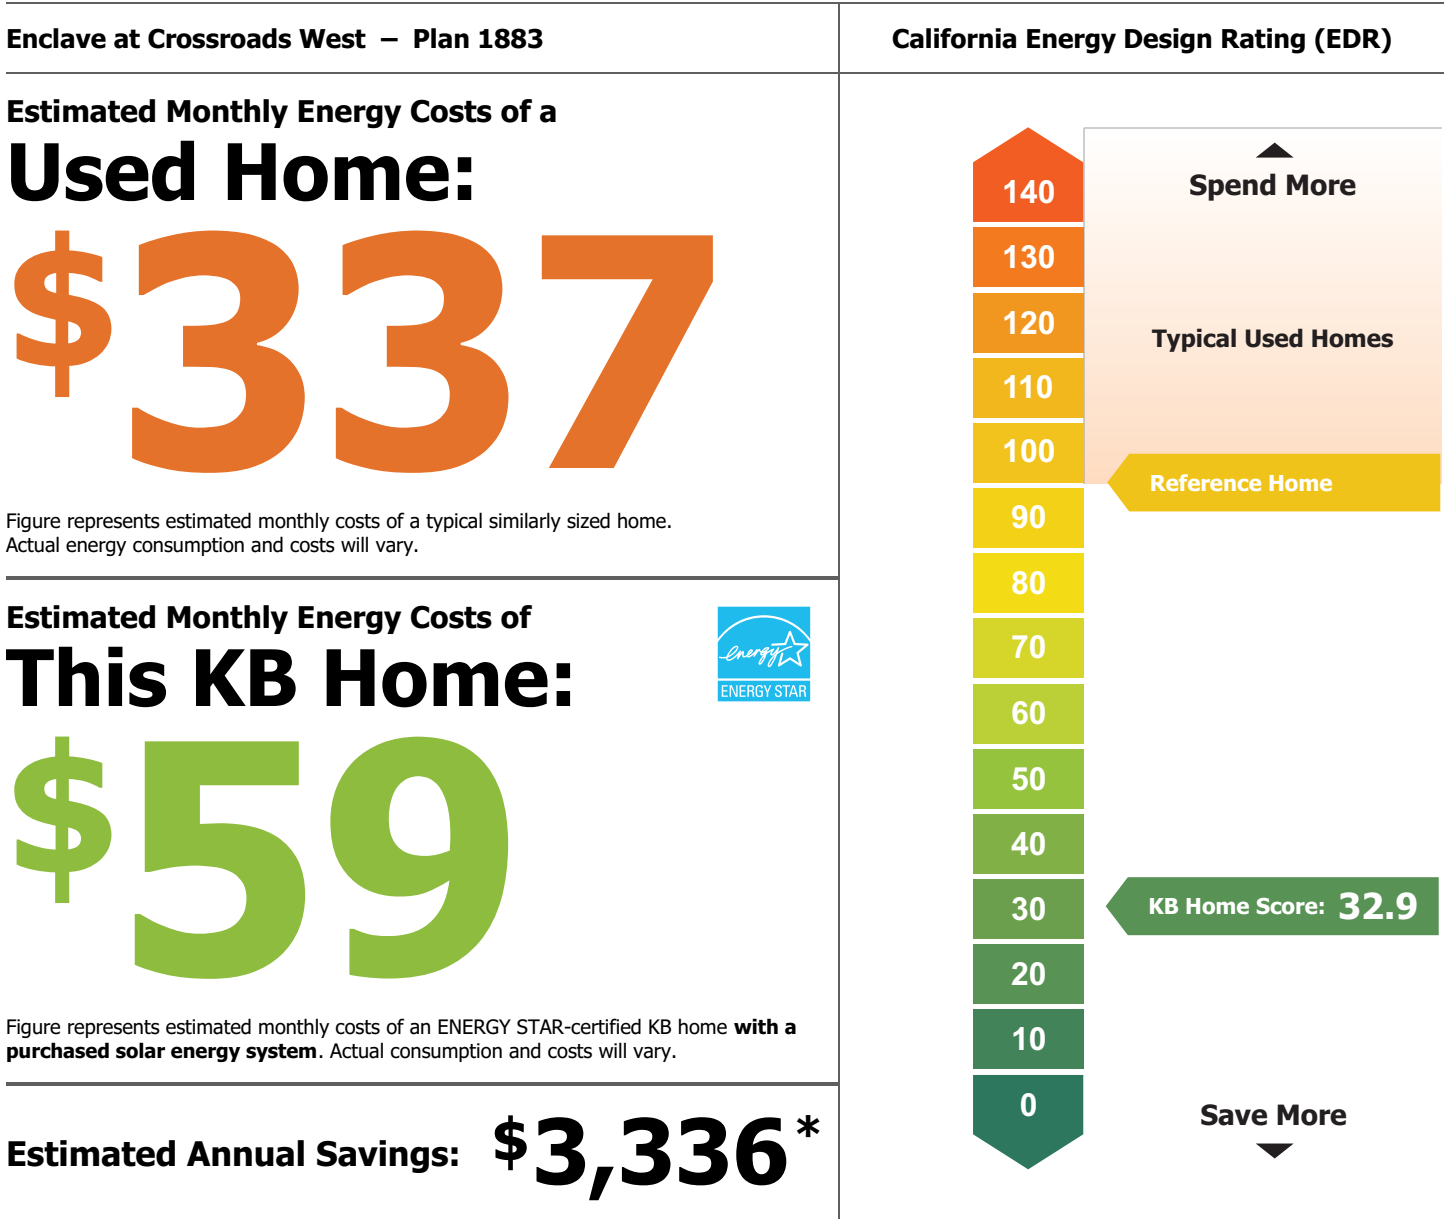 Enclave at Crossroads West – Plan 1883
Estimated Monthly Energy Costs of a
Used Home:
$337
Figure represents estimated monthly costs of a typical similarly sized home.
Actual energy consumption and costs will vary.
Estimated Monthly Energy Costs of
This KB Home:
energy
ENERGY STAR
$59
Figure represents estimated monthly costs of an ENERGY STAR-certified KB home with a
purchased solar energy system. Actual consumption and costs will vary.
Estimated Annual Savings: $3,336*
California Energy Design Rating (EDR)
140
Spend More
130
120
Typical Used Homes
110
100
Reference Home
90
80
70
60
50
40
30
KB Home Score: 32.9
20
10
0
Save More